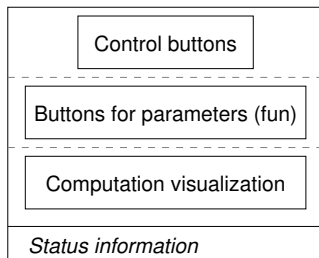 Control buttons
Buttons for parameters (fun)
Computation visualization
Status information